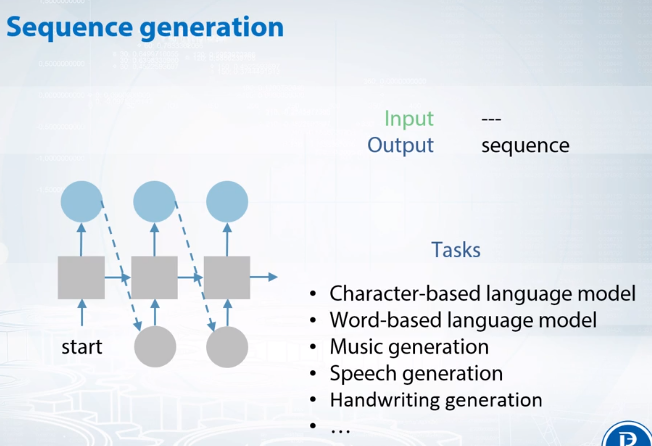 Sequence generation
Input ---
Output sequence
start
Tasks
• Character-based language model
• Word-based language model
• Music generation
• Speech generation
• Handwriting generation
• ...